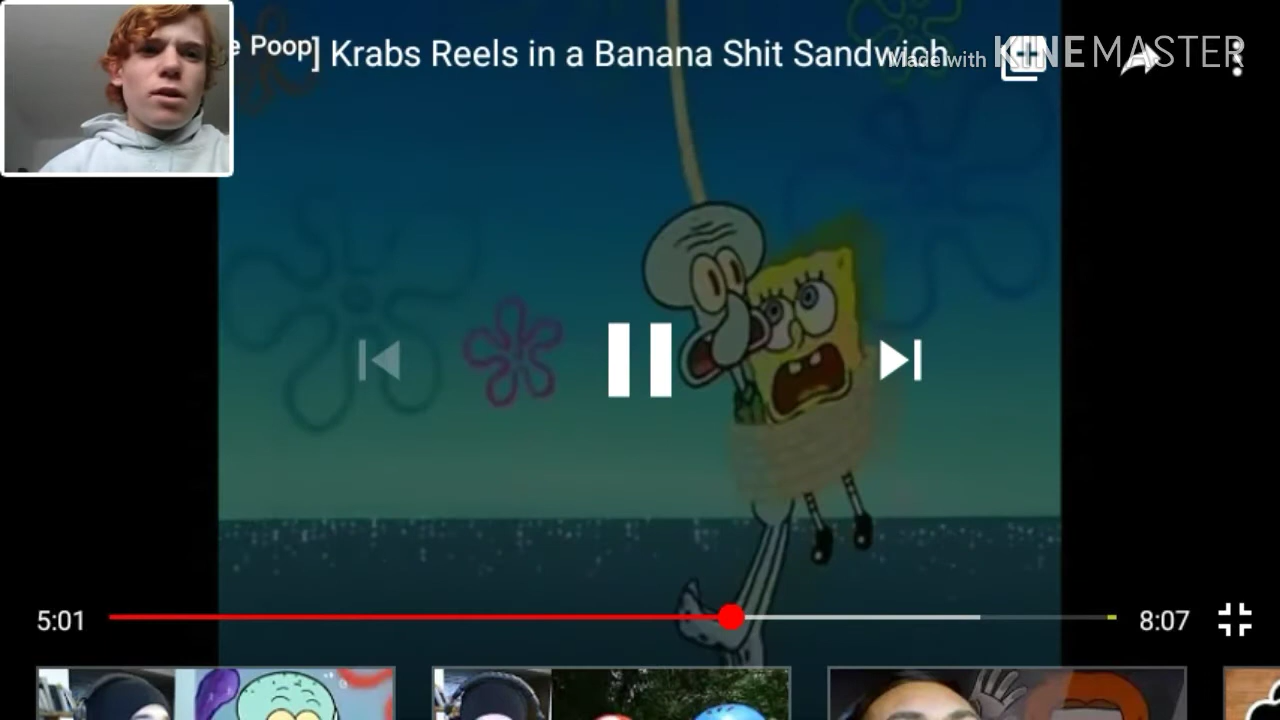 e Poop] Krabs Reels in a Banana Shit Sandwich
Made with KINEMASTER
5:01
8:07